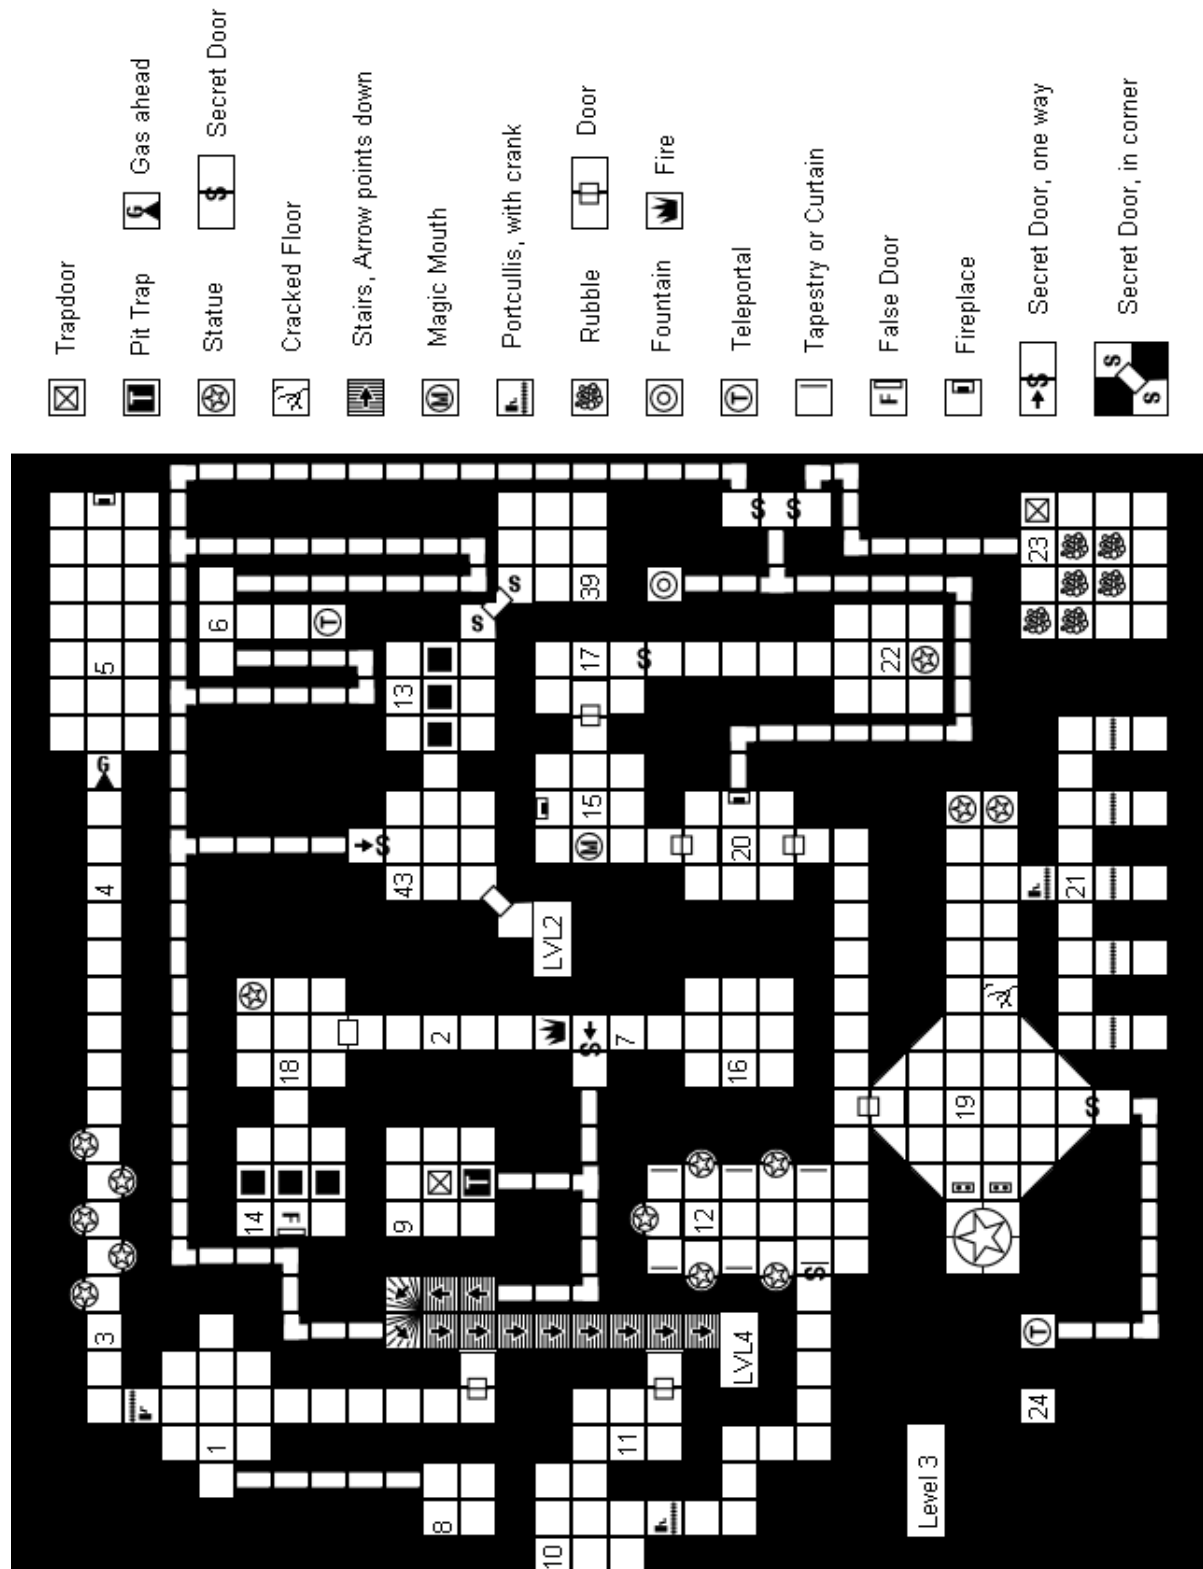 Trapdoor
Pit Trap
G
Gas ahead
Statue
S
Secret Door
Cracked Floor
Stairs, Arrow points down
M
Magic Mouth
Portcullis, with crank
Rubble
Door
Fountain
Fire
T
Teleportal
Tapestry or Curtain
F
False Door
Fireplace
S
Secret Door, one way
S
S
Secret Door, in corner
T
5
G
4
3
6
T
1
14
F
18
13
S
43
9
T
2
8
S
S
LVL2
10
S
7
M
15
17
39
11
S
12
16
20
LVL4
S
S
S
22
19
S
21
23
24
T
Level 3